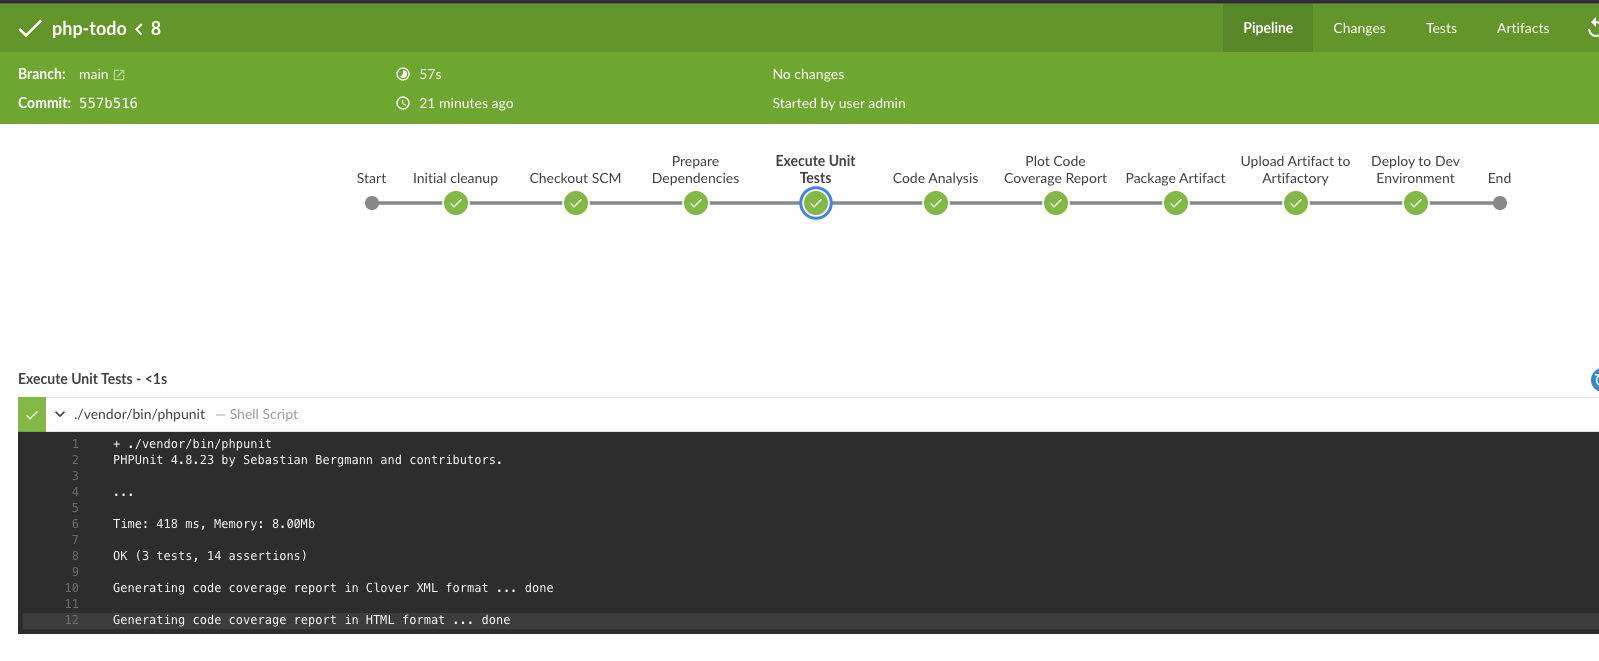 php-todo < 8
Pipeline
Changes
Tests
Artifacts
Branch: main
57s
No changes
Commit: 557b516
21 minutes ago
Started by user admin
Start
Initial cleanup
Checkout SCM
Prepare
Dependencies
Execute Unit
Tests
Code Analysis
Plot Code
Coverage Report
Package Artifact
Upload Artifact to
Artifactory
Deploy to Dev
Environment
End
Execute Unit Tests - <1s
./vendor/bin/phpunit — Shell Script
1 + ./vendor/bin/phpunit
2 PHPUnit 4.8.23 by Sebastian Bergmann and contributors.
3
4 ...
5
6 Time: 418 ms, Memory: 8.00Mb
7
8 OK (3 tests, 14 assertions)
9
10 Generating code coverage report in Clover XML format ... done
11
12 Generating code coverage report in HTML format ... done